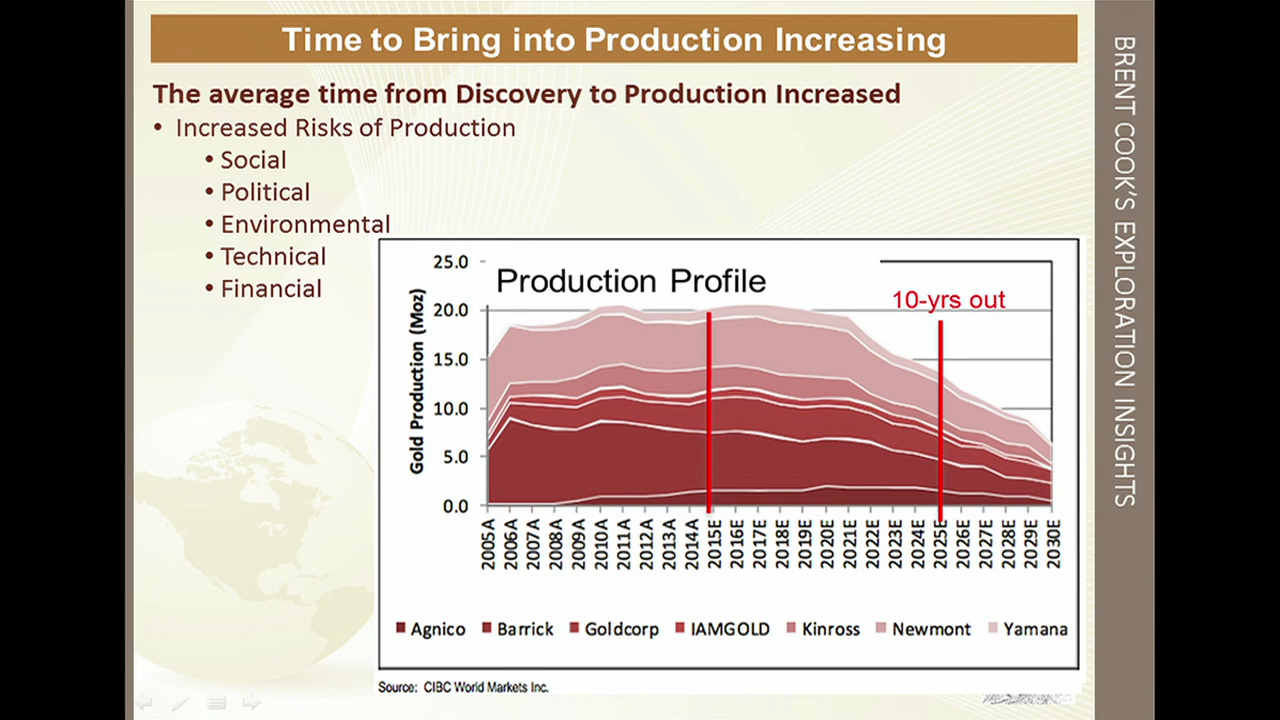 Time to Bring into Production Increasing
The average time from Discovery to Production Increased
• Increased Risks of Production
• Social
• Political
• Environmental
• Technical
• Financial
BRENT COOK'S EXPLORATION INSIGHTS
Production Profile
10-yrs out
Gold Production (Moz)
25.0
20.0
15.0
10.0
5.0
0.0
2005A 2006A 2007A 2008A 2009A 2010A 2011A 2012A 2013A 2014A 2015E 2016E 2017E 2018E 2019E 2020E 2021E 2022E 2023E 2024E 2025E 2026E 2027E 2028E 2029E 2030E
Agnico Barrick Goldcorp IAMGOLD Kinross Newmont Yamana
Source: CIBC World Markets Inc.